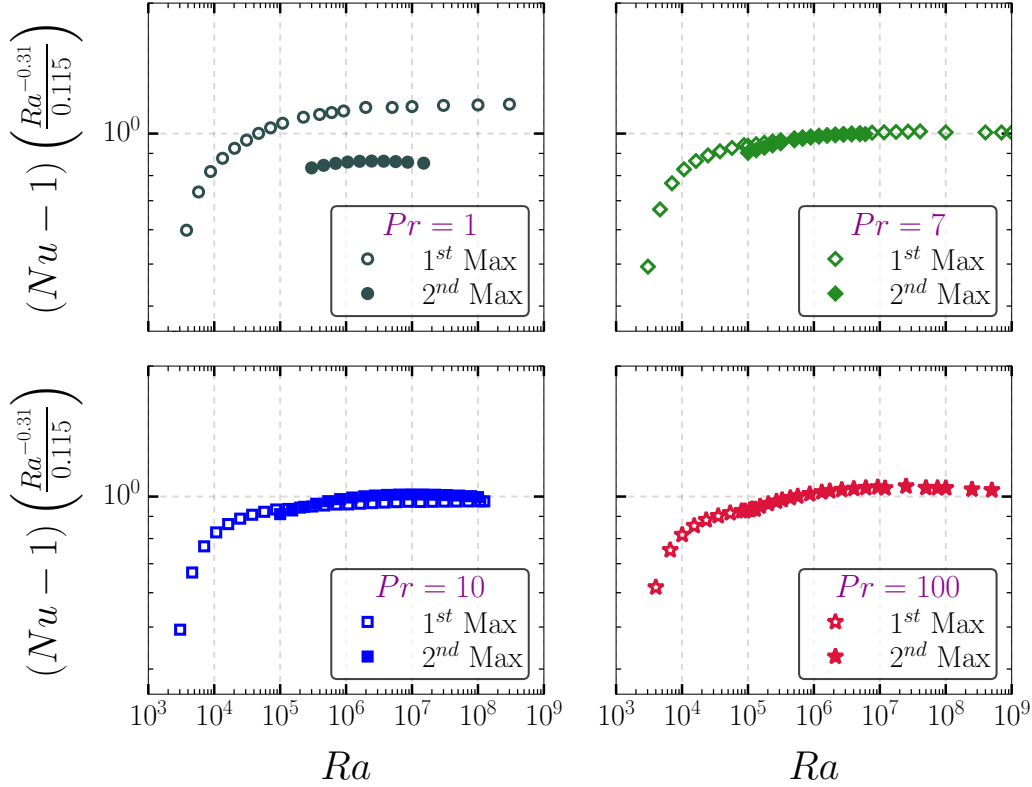 (Nu − 1) (Ra^{−0.31}/0.115)
10^0
Pr = 1
1^{st} Max
2^{nd} Max
Pr = 7
1^{st} Max
2^{nd} Max
(Nu − 1) (Ra^{−0.31}/0.115)
10^0
Pr = 10
1^{st} Max
2^{nd} Max
Pr = 100
1^{st} Max
2^{nd} Max
10^3 10^4 10^5 10^6 10^7 10^8 10^9
10^3 10^4 10^5 10^6 10^7 10^8 10^9
Ra
Ra